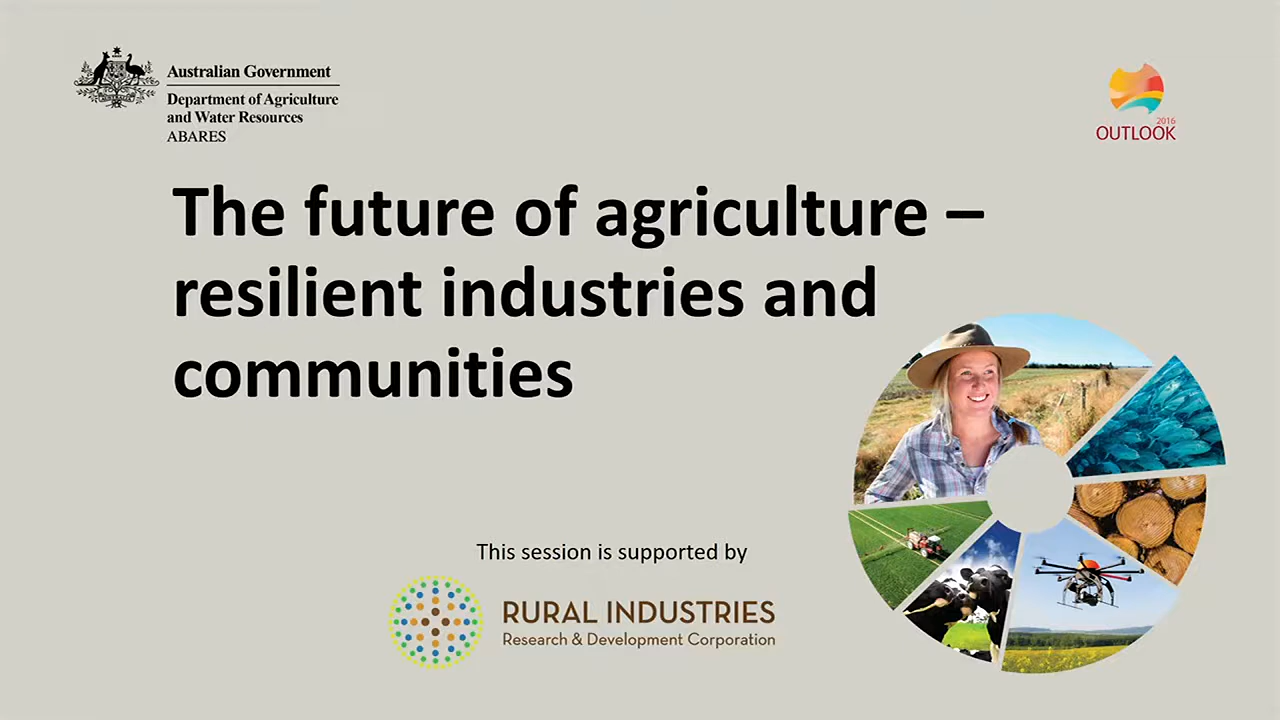 Australian Government
Department of Agriculture
and Water Resources
ABARES
2016
OUTLOOK
The future of agriculture –
resilient industries and
communities
This session is supported by
RURAL INDUSTRIES
Research & Development Corporation